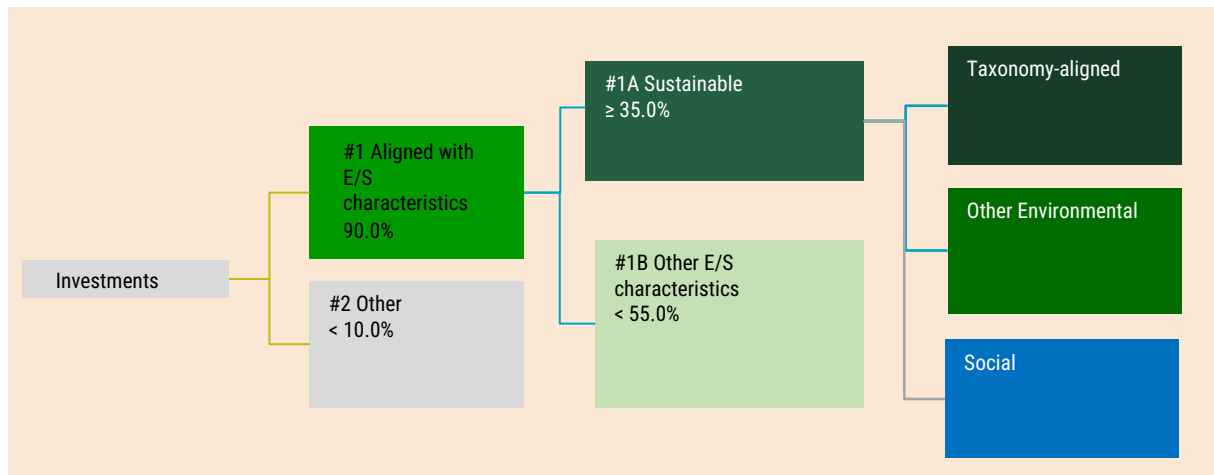 Investments
#1 Aligned with
E/S
characteristics
90.0%
#2 Other
< 10.0%
#1A Sustainable
≥ 35.0%
#1B Other E/S
characteristics
< 55.0%
Taxonomy-aligned
Other Environmental
Social